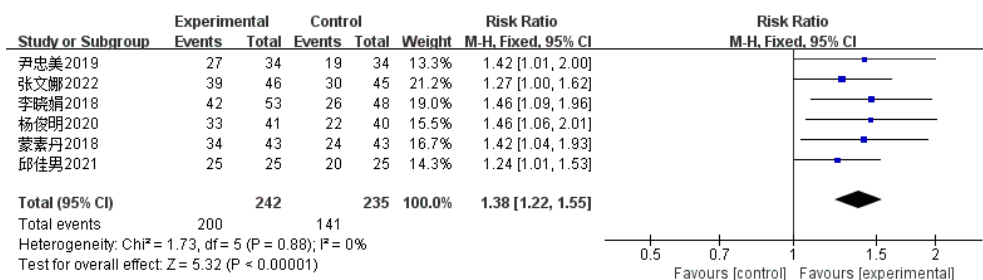 Experimental Control Risk Ratio Risk Ratio
Study or Subgroup Events Total Events Total Weight M-H, Fixed, 95% CI M-H, Fixed, 95% CI
尹忠美2019 27 34 19 34 13.3% 1.42 [1.01, 2.00]
张文娜2022 39 46 30 45 21.2% 1.27 [1.00, 1.62]
李晓娟2018 42 53 26 48 19.0% 1.46 [1.09, 1.96]
杨俊明2020 33 41 22 40 15.5% 1.46 [1.06, 2.01]
蒙素丹2018 34 43 24 43 16.7% 1.42 [1.04, 1.93]
邱佳男2021 25 25 20 25 14.3% 1.24 [1.01, 1.53]
Total (95% CI) 242 235 100.0% 1.38 [1.22, 1.55]
Total events 200 141
Heterogeneity: Chi² = 1.73, df = 5 (P = 0.88); I² = 0%
Test for overall effect: Z = 5.32 (P < 0.00001)
0.5 0.7 1 1.5 2
Favours [control] Favours [experimental]